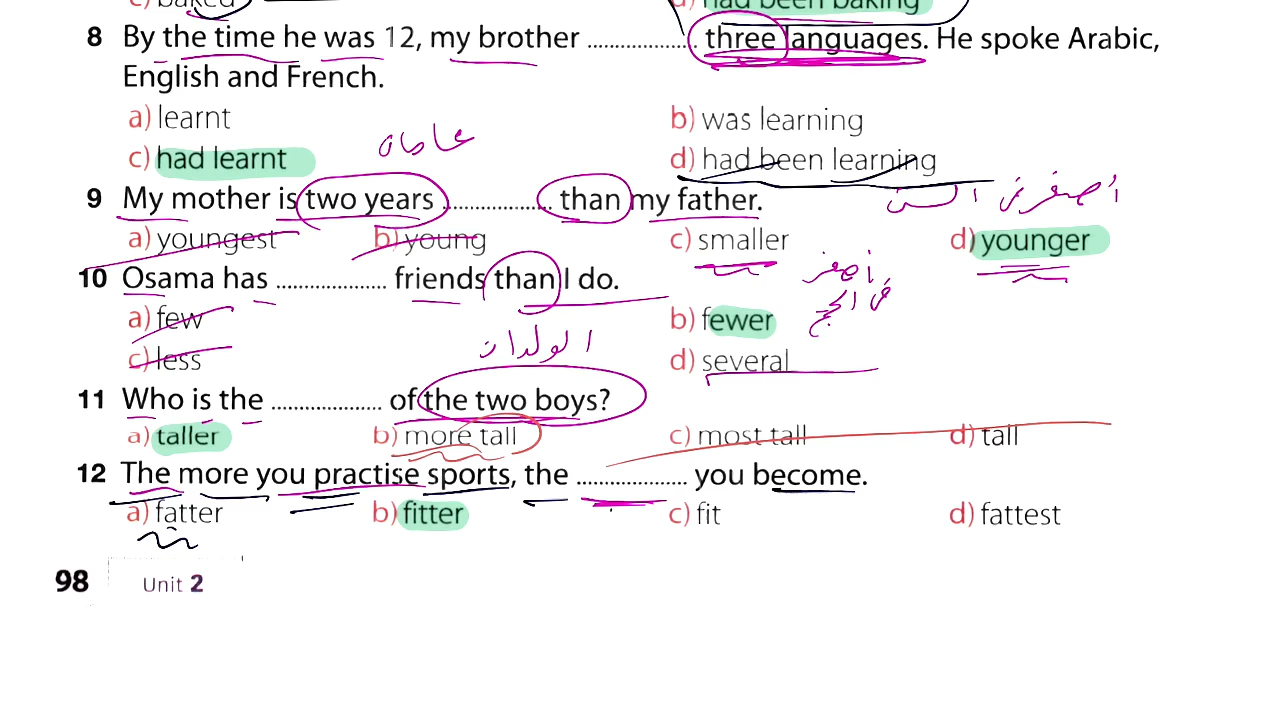 c) baked d) had been baking
8 By the time he was 12, my brother .................. three languages. He spoke Arabic,
English and French.
a) learnt b) was learning
عامان
c) had learnt d) had been learning
أصغر في السن
9 My mother is two years .................... than my father.
a) youngest b) young c) smaller d) younger
أصغر
في الحجم
10 Osama has .................... friends than I do.
a) few b) fewer
الولدان
c) less d) several
11 Who is the .................... of the two boys?
a) taller b) more tall c) most tall d) tall
12 The more you practise sports, the .................... you become.
a) fatter b) fitter c) fit d) fattest
98 Unit 2